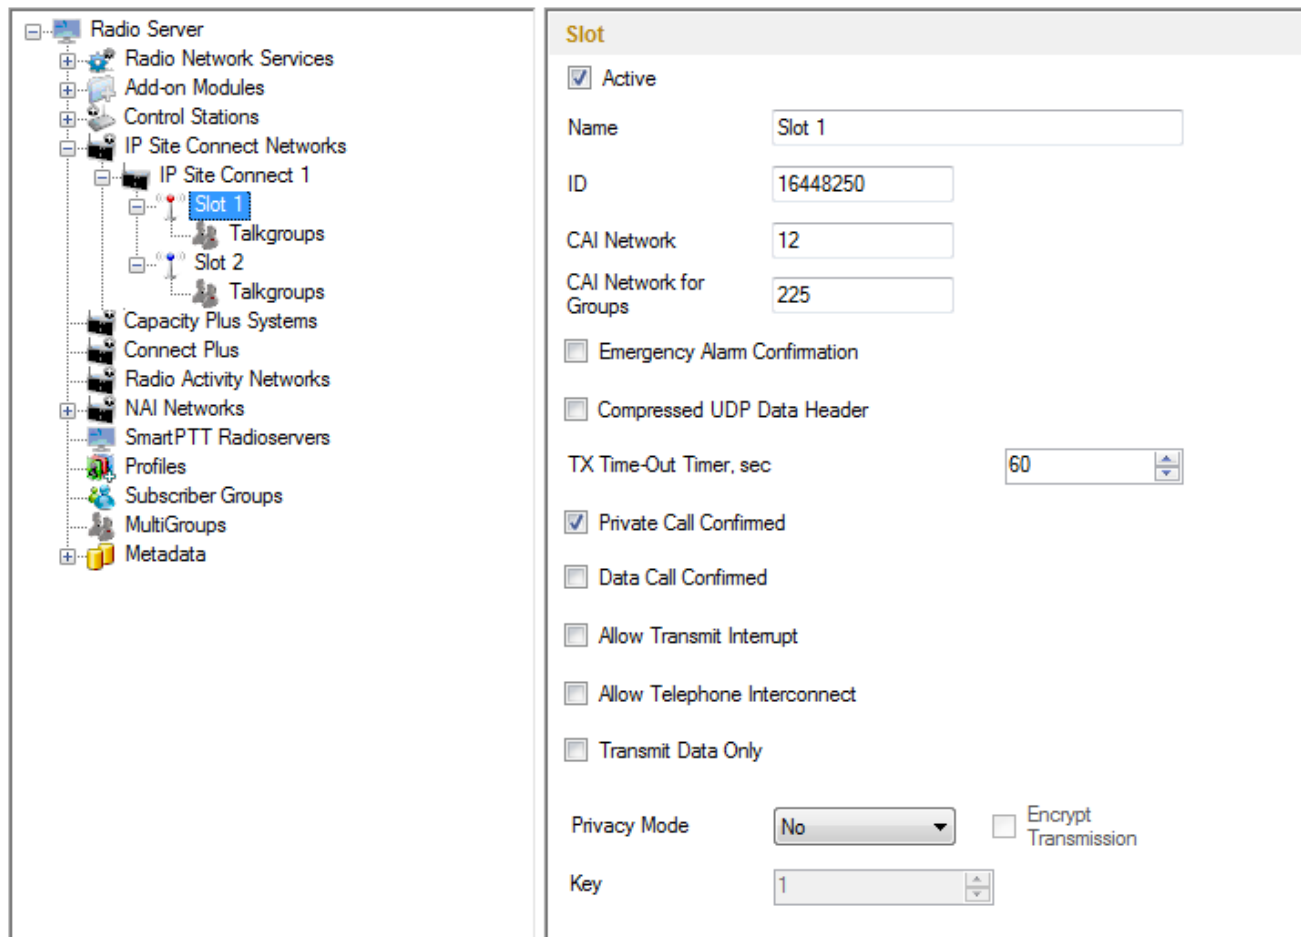 Radio Server
Radio Network Services
Add-on Modules
Control Stations
IP Site Connect Networks
IP Site Connect 1
Slot 1
Talkgroups
Slot 2
Talkgroups
Capacity Plus Systems
Connect Plus
Radio Activity Networks
NAI Networks
SmartPTT Radioservers
Profiles
Subscriber Groups
MultiGroups
Metadata
Slot
Active
Name Slot 1
ID 16448250
CAI Network 12
CAI Network for
Groups 225
Emergency Alarm Confirmation
Compressed UDP Data Header
TX Time-Out Timer, sec 60
Private Call Confirmed
Data Call Confirmed
Allow Transmit Interrupt
Allow Telephone Interconnect
Transmit Data Only
Privacy Mode No Encrypt
Transmission
Key 1